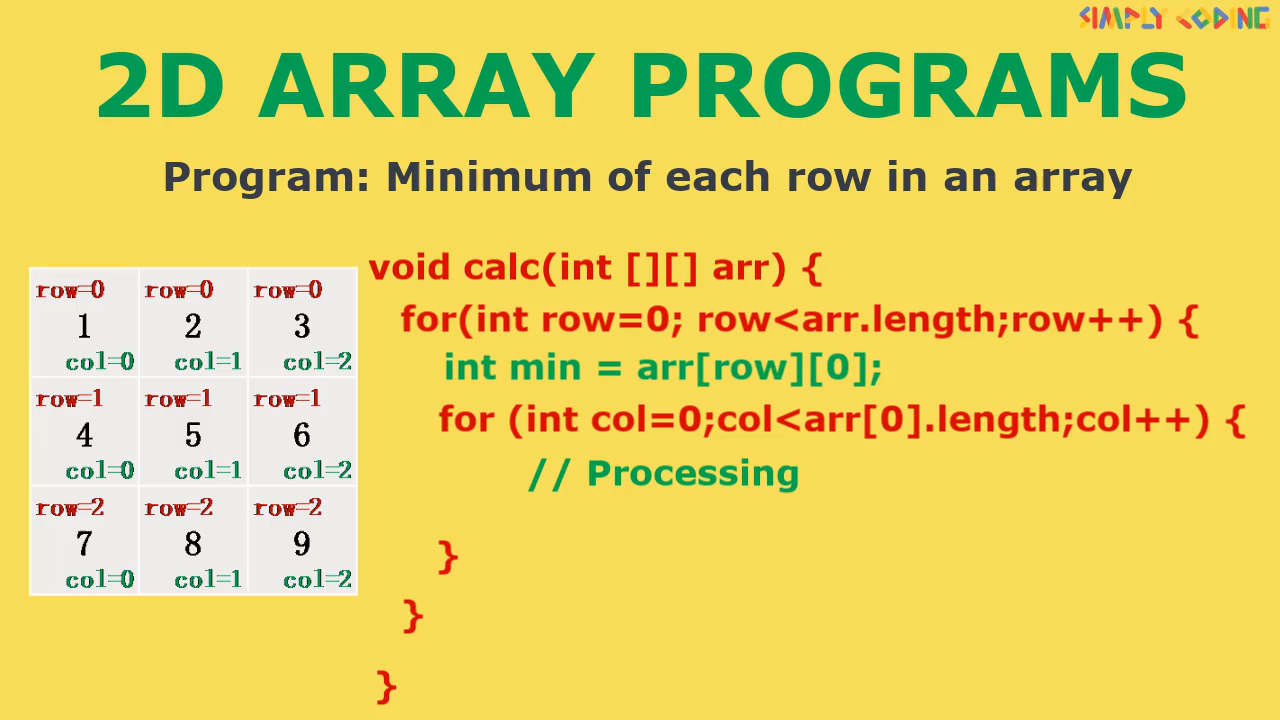 SIMPLY CODING
2D ARRAY PROGRAMS
Program: Minimum of each row in an array
row=0 row=0 row=0
1 2 3
col=0 col=1 col=2
row=1 row=1 row=1
4 5 6
col=0 col=1 col=2
row=2 row=2 row=2
7 8 9
col=0 col=1 col=2
void calc(int [][] arr) {
for(int row=0; row<arr.length;row++) {
int min = arr[row][0];
for (int col=0;col<arr[0].length;col++) {
// Processing
}
}
}